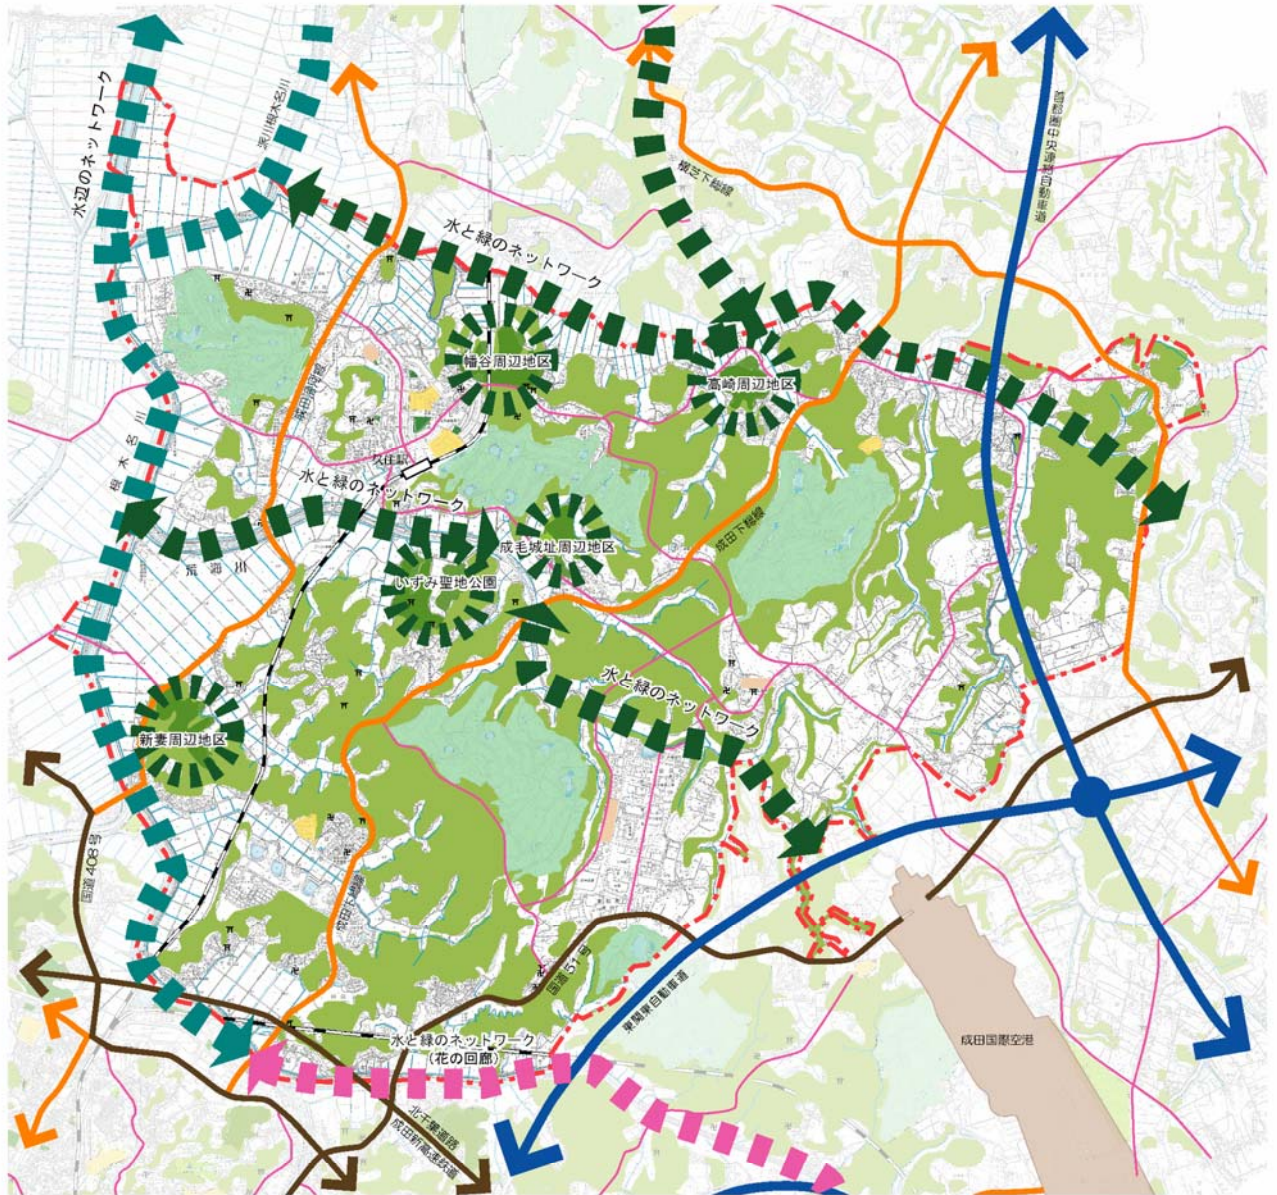 水辺のネットワーク
派川根木名川
首都圏中央連絡自動車道
横芝下総線
水と緑のネットワーク
幡谷周辺地区
高崎周辺地区
根木名川
久住駅
水と緑のネットワーク
成田下総線
成毛城址周辺地区
荒海川
いずみ聖地公園
水と緑のネットワーク
新妻周辺地区
国道408号
成田下総線
国道51号
東関東自動車道
水と緑のネットワーク
(花の回廊)
成田国際空港
北千葉道路
成田新高速鉄道